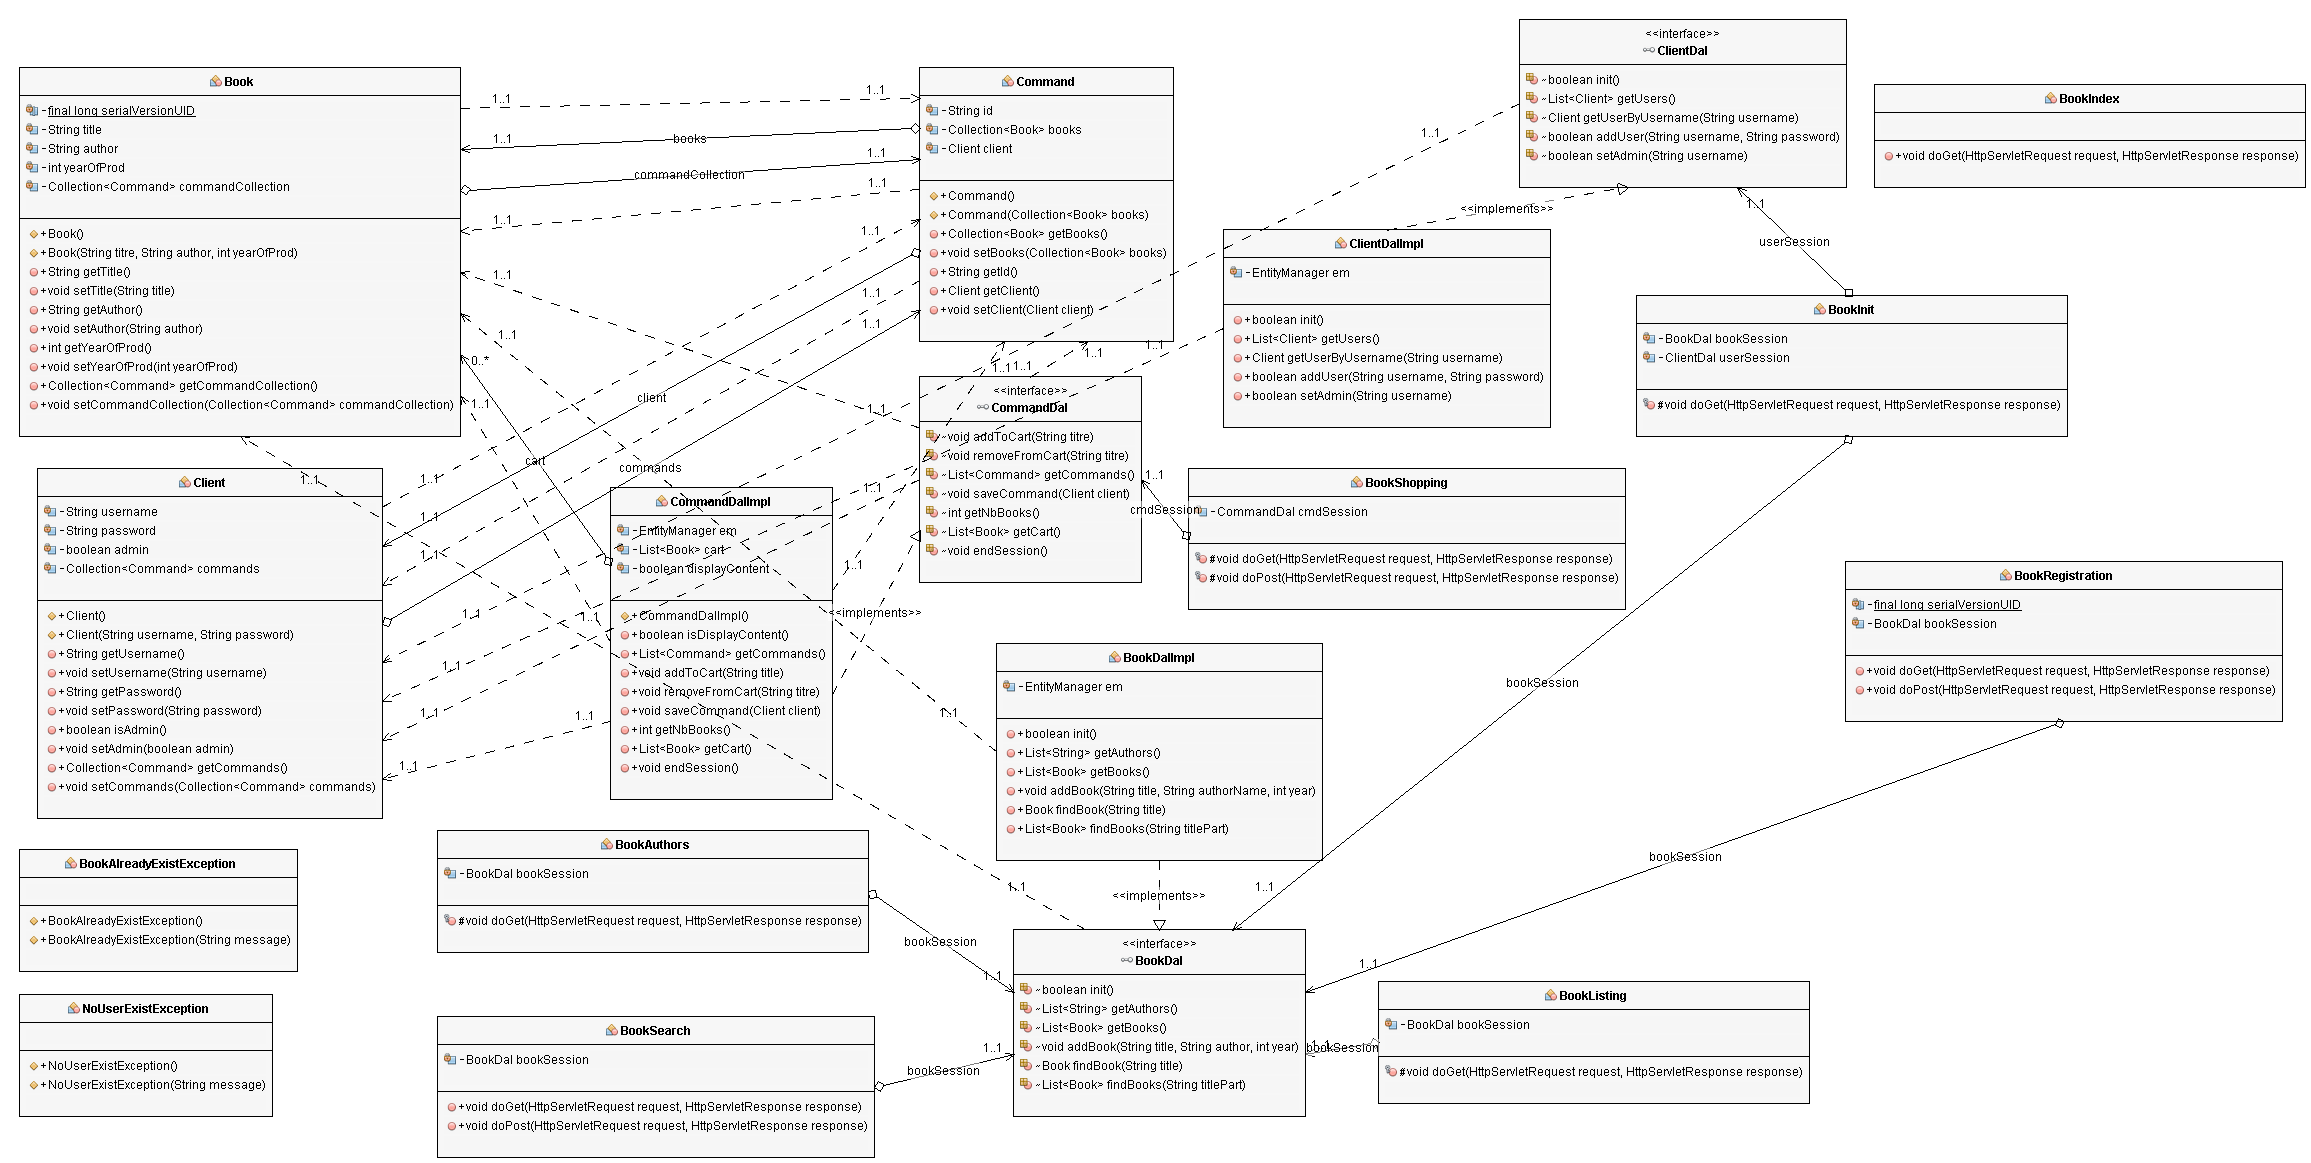 Book
-final long serialVersionUID
-String title
-String author
-int yearOfProd
-Collection<Command> commandCollection
+Book()
+Book(String titre, String author, int yearOfProd)
+String getTitle()
+void setTitle(String title)
+String getAuthor()
+void setAuthor(String author)
+int getYearOfProd()
+void setYearOfProd(int yearOfProd)
+Collection<Command> getCommandCollection()
+void setCommandCollection(Collection<Command> commandCollection)
1..1
1..1
1..1
books
1..1
commandCollection
1..1
1..1
1..1
1..1
0..*
1..1
Command
-String id
-Collection<Book> books
-Client client
+Command()
+Command(Collection<Book> books)
+Collection<Book> getBooks()
+void setBooks(Collection<Book> books)
+String getId()
+Client getClient()
+void setClient(Client client)
1..1
1..1
1..1
client
cart
commands
1..1
1..1
1..1
1..1
<<interface>>
ClientDal
~boolean init()
~List<Client> getUsers()
~Client getUserByUsername(String username)
~boolean addUser(String username, String password)
~boolean setAdmin(String username)
1..1
<<implements>>
1..1
userSession
BookIndex
+void doGet(HttpServletRequest request, HttpServletResponse response)
ClientDalImpl
-EntityManager em
+boolean init()
+List<Client> getUsers()
+Client getUserByUsername(String username)
+boolean addUser(String username, String password)
+boolean setAdmin(String username)
BookInit
-BookDal bookSession
-ClientDal userSession
#void doGet(HttpServletRequest request, HttpServletResponse response)
<<interface>>
CommandDal
~void addToCart(String titre)
~void removeFromCart(String titre)
~List<Command> getCommands()
~void saveCommand(Client client)
~int getNbBooks()
~List<Book> getCart()
~void endSession()
1..1
1..1
1..1
cmdSession
BookShopping
-CommandDal cmdSession
#void doGet(HttpServletRequest request, HttpServletResponse response)
#void doPost(HttpServletRequest request, HttpServletResponse response)
Client
-String username
-String password
-boolean admin
-Collection<Command> commands
+Client()
+Client(String username, String password)
+String getUsername()
+void setUsername(String username)
+String getPassword()
+void setPassword(String password)
+boolean isAdmin()
+void setAdmin(boolean admin)
+Collection<Command> getCommands()
+void setCommands(Collection<Command> commands)
1..1
1..1
1..1
1..1
1..1
1..1
1..1
1..1
1..1
1..1
CommandDalImpl
-EntityManager em
-List<Book> cart
-boolean displayContent
+CommandDalImpl()
+boolean isDisplayContent()
+List<Command> getCommands()
+void addToCart(String title)
+void removeFromCart(String titre)
+void saveCommand(Client client)
+int getNbBooks()
+List<Book> getCart()
+void endSession()
1..1
<<implements>>
1..1
BookDalImpl
-EntityManager em
+boolean init()
+List<String> getAuthors()
+List<Book> getBooks()
+void addBook(String title, String authorName, int year)
+Book findBook(String title)
+List<Book> findBooks(String titlePart)
<<implements>>
1..1
1..1
bookSession
BookRegistration
-final long serialVersionUID
-BookDal bookSession
+void doGet(HttpServletRequest request, HttpServletResponse response)
+void doPost(HttpServletRequest request, HttpServletResponse response)
bookSession
1..1
BookAlreadyExistException
+BookAlreadyExistException()
+BookAlreadyExistException(String message)
BookAuthors
-BookDal bookSession
#void doGet(HttpServletRequest request, HttpServletResponse response)
bookSession
1..1
<<interface>>
BookDal
~boolean init()
~List<String> getAuthors()
~List<Book> getBooks()
~void addBook(String title, String author, int year)
~Book findBook(String title)
~List<Book> findBooks(String titlePart)
NoUserExistException
+NoUserExistException()
+NoUserExistException(String message)
BookSearch
-BookDal bookSession
+void doGet(HttpServletRequest request, HttpServletResponse response)
+void doPost(HttpServletRequest request, HttpServletResponse response)
1..1
bookSession
1..1
bookSession
BookListing
-BookDal bookSession
#void doGet(HttpServletRequest request, HttpServletResponse response)